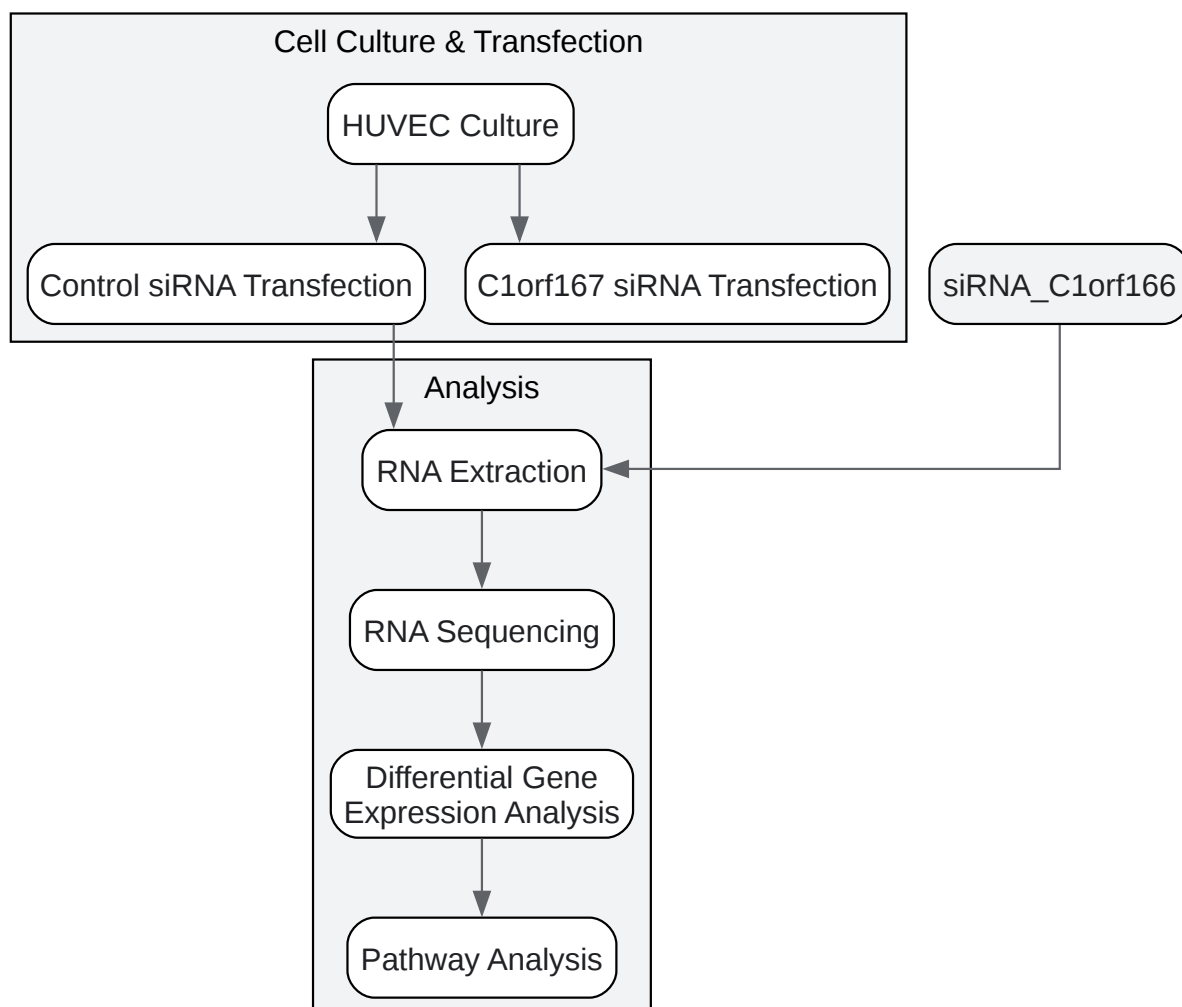 Cell Culture & Transfection
HUVEC Culture
Control siRNA Transfection
C1orf167 siRNA Transfection
siRNA_C1orf166
Analysis
RNA Extraction
RNA Sequencing
Differential Gene
Expression Analysis
Pathway Analysis